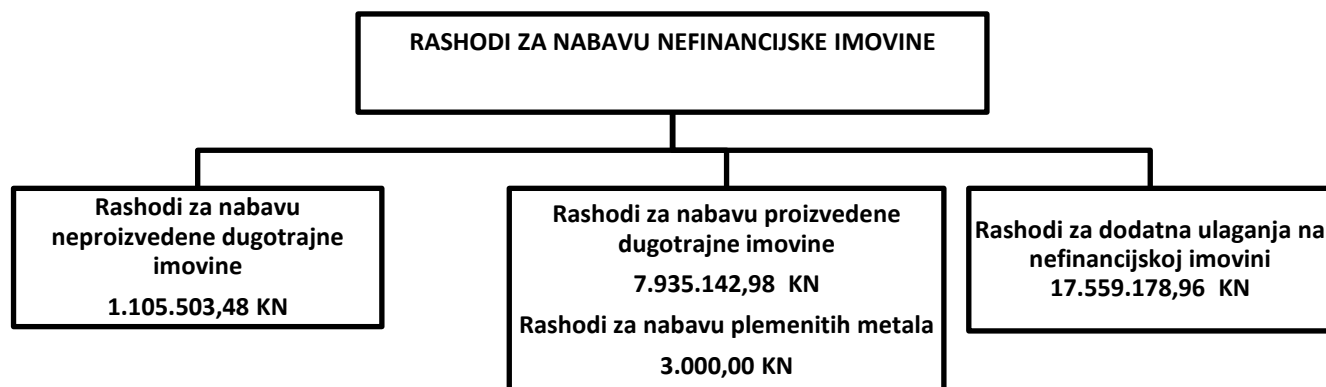 RASHODI ZA NABAVU NEFINANCIJSKE IMOVINE
Rashodi za nabavu
neproizvedene dugotrajne
imovine
1.105.503,48 KN
Rashodi za nabavu proizvedene
dugotrajne imovine
7.935.142,98 KN
Rashodi za nabavu plemenitih metala
3.000,00 KN
Rashodi za dodatna ulaganja na
nefinancijskoj imovini
17.559.178,96 KN